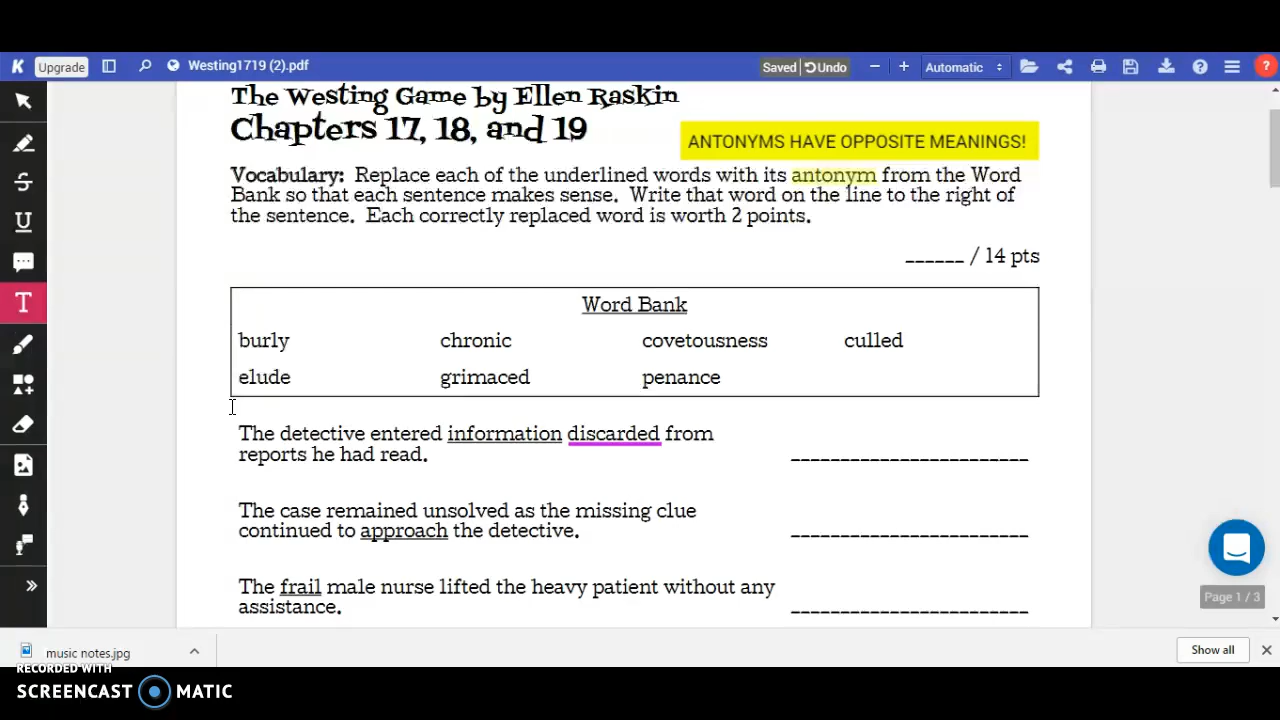 K Upgrade Westing1719 (2).pdf Saved Undo − + Automatic ? 
The Westing Game by Ellen Raskin
Chapters 17, 18, and 19
ANTONYMS HAVE OPPOSITE MEANINGS!
Vocabulary: Replace each of the underlined words with its antonym from the Word
Bank so that each sentence makes sense. Write that word on the line to the right of
the sentence. Each correctly replaced word is worth 2 points.
______ / 14 pts
Word Bank
burly chronic covetousness culled
elude grimaced penance
The detective entered information discarded from
reports he had read. ________________________
The case remained unsolved as the missing clue
continued to approach the detective. ________________________
The frail male nurse lifted the heavy patient without any
assistance. ________________________
T
Page 1 / 3
music notes.jpg
Show all
RECORDED WITH
SCREENCAST MATIC